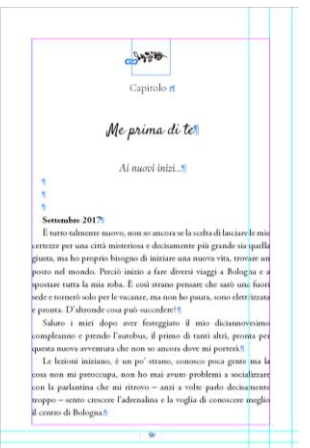 Capitolo
Me prima di te
Ai nuovi inizi...
Settembre 2017
È tutto talmente nuovo, non so ancora se la scelta di lasciare le mie
certezze per una città misteriosa e decisamente più grande sia quella
giusta, ma ho proprio bisogno di iniziare una nuova vita, trovare un
posto nel mondo. Perciò inizio a fare diversi viaggi a Bologna e a
spostare tutta la mia roba. È così strano pensare che sarò una fuori
sede e tornerò solo per le vacanze, ma non ho paura, sono elettrizzata
e pronta. D'altronde cosa può succedere?
Saluto i miei dopo aver festeggiato il mio diciannovesimo
compleanno e prendo l'autobus, il primo di tanti altri, pronta per
questa nuova avventura che non so ancora dove mi porterà.
Le lezioni iniziano, è un po' strano, conosco poca gente ma la
cosa non mi preoccupa, non ho mai avuto problemi a socializzare
con la parlantina che mi ritrovo – anzi a volte parlo decisamente
troppo – sento crescere l'adrenalina e la voglia di conoscere meglio
il centro di Bologna.